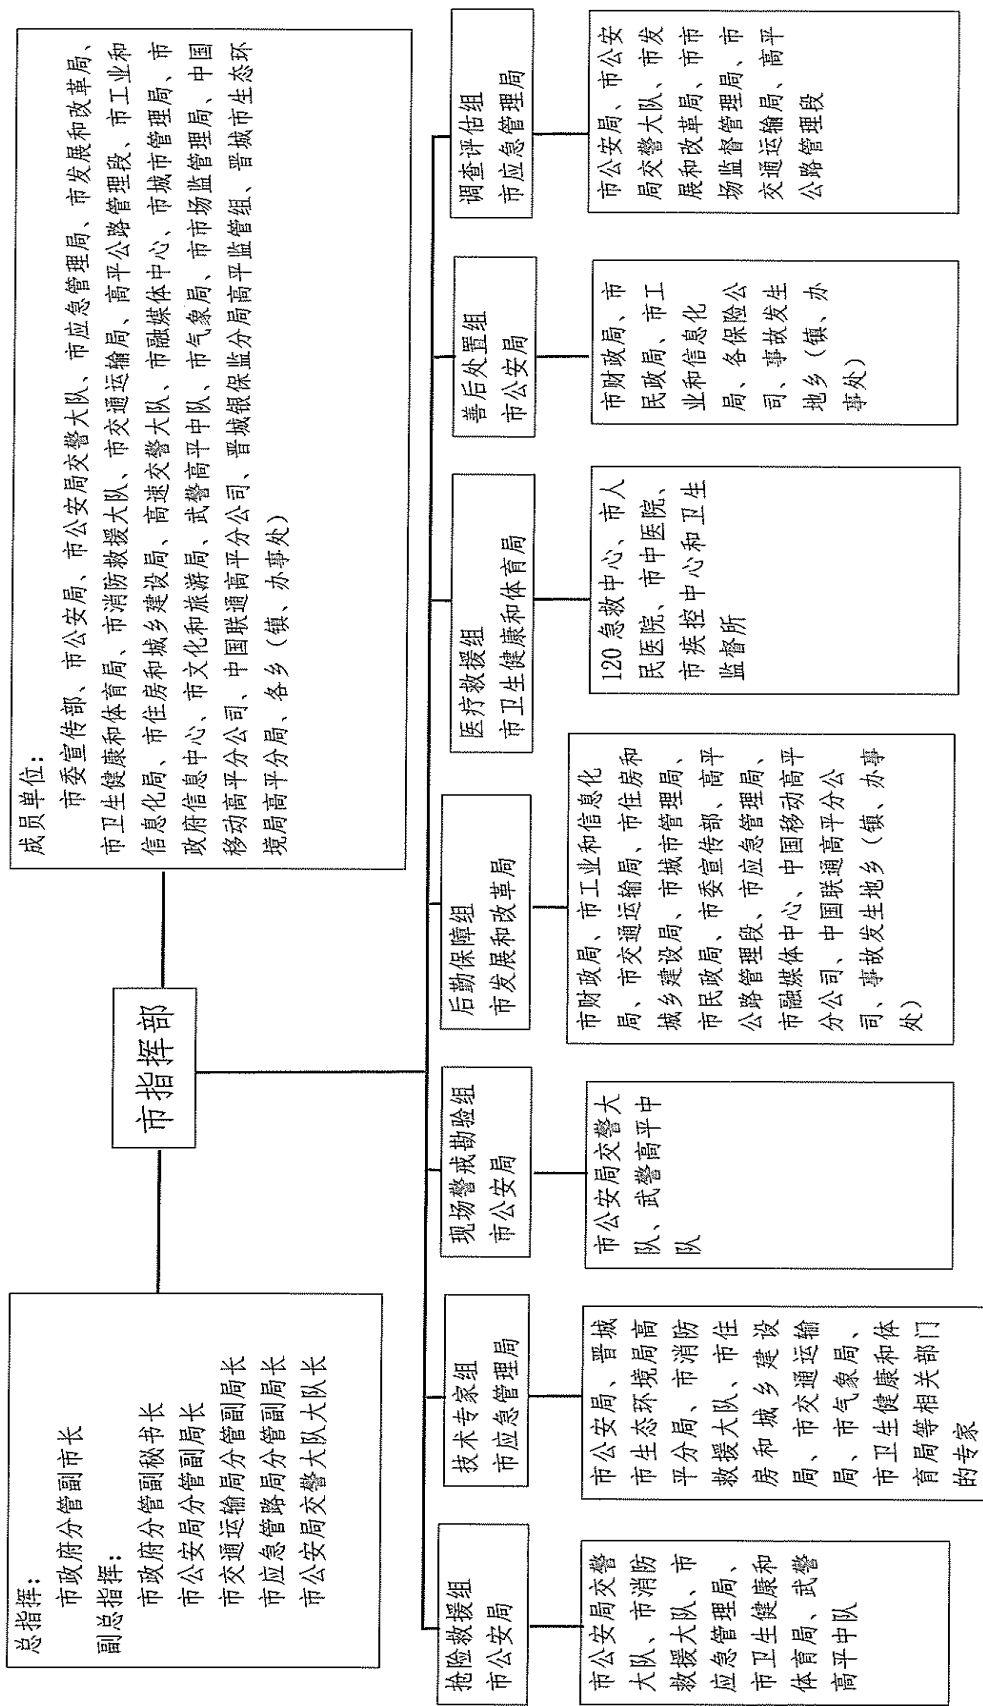 总指挥：
市政府分管副市长
副总指挥：
市政府分管副秘书长
市公安局分管副局长
市交通运输局分管副局长
市应急管路局分管副局长
市公安局交警大队大队长
市指挥部
成员单位：
市委宣传部、市公安局、市公安局交警大队、市应急管理局、市发展和改革局、
市卫生健康和体育局、市消防救援大队、市交通运输局、高平公路管理段、市工业和
信息化局、市住房和城乡建设局、高速交警大队、市融媒体中心、市城市管理局、市
政府信息中心、市文化和旅游局、武警高平中队、市气象局、市市场监管理局、中国
移动高平分公司、中国联通高平分公司、晋城银保监分局高平监管组、晋城市生态环
境局高平分局、各乡（镇、办事处）
抢险救援组
市公安局
市公安局交警
大队、市消防
救援大队、市
应急管理局、
市卫生健康和
体育局、武警
高平中队
技术专家组
市应急管理局
市公安局、晋城
市生态环境局高
平分局、市消防
救援大队、市住
房和城乡建设
局、市交通运输
局、市气象局、
市卫生健康和体
育局等相关部门
的专家
现场警戒勘验组
市公安局
市公安局交警大
队、武警高平中
队
后勤保障组
市发展和改革局
市财政局、市工业和信息化
局、市交通运输局、市住房和
城乡建设局、市城市管理局、
市民政局、市委宣传部、高平
公路管理段、市应急管理局、
市融媒体中心、中国移动高平
分公司、中国联通高平分公
司、事故发生地乡（镇、办事
处）
医疗救援组
市卫生健康和体育局
120 急救中心、市人
民医院、市中医院、
市疾控中心和卫生
监督所
善后处置组
市公安局
市财政局、市
民政局、市工
业和信息化
局、各保险公
司、事故发生
地乡（镇、办
事处）
调查评估组
市应急管理局
市公安局、市公安
局交警大队、市发
展和改革局、市市
场监督管理局、市
交通运输局、高平
公路管理段